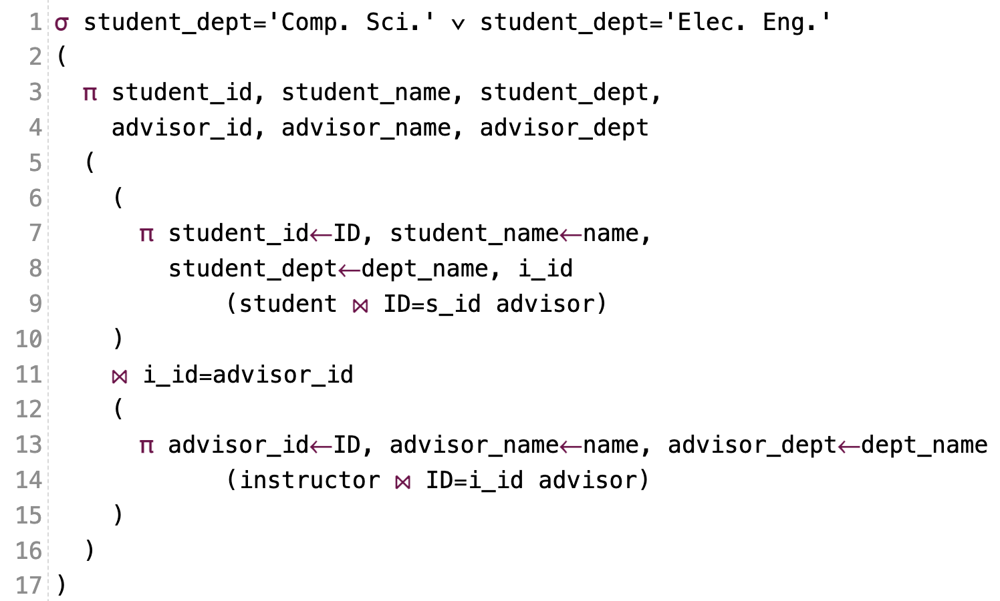 1 σ student_dept='Comp. Sci.' ∨ student_dept='Elec. Eng.'
2 (
3   π student_id, student_name, student_dept,
4     advisor_id, advisor_name, advisor_dept
5   (
6     (
7       π student_id←ID, student_name←name,
8         student_dept←dept_name, i_id
9             (student ⨝ ID=s_id advisor)
10     )
11     ⨝ i_id=advisor_id
12     (
13       π advisor_id←ID, advisor_name←name, advisor_dept←dept_name
14             (instructor ⨝ ID=i_id advisor)
15     )
16   )
17 )